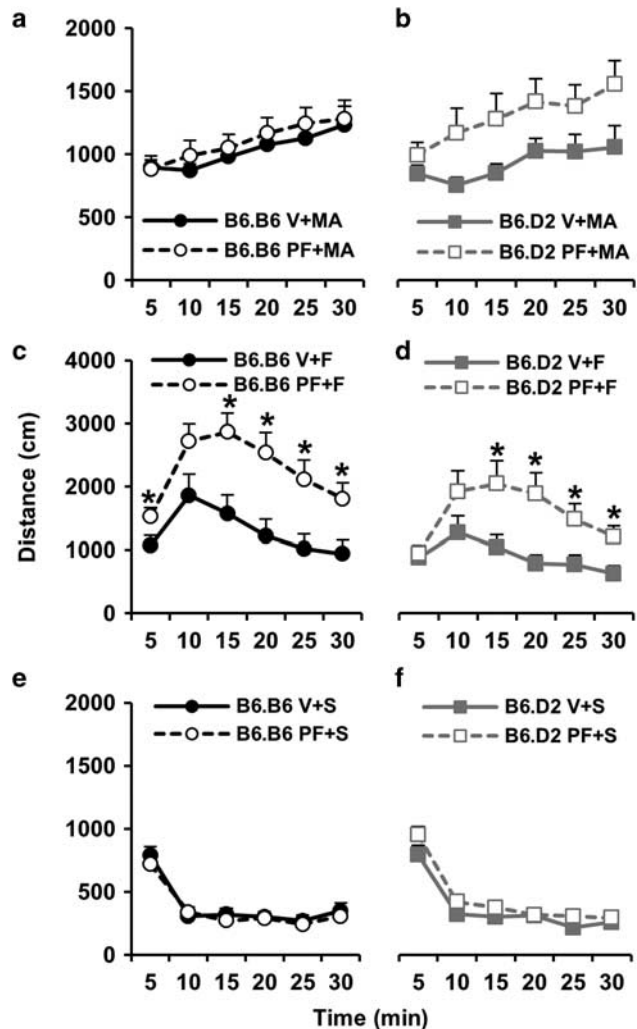 a
b
2000
1500
1000
500
0
B6.B6 V+MA
B6.B6 PF+MA
B6.D2 V+MA
B6.D2 PF+MA
5 10 15 20 25 30
5 10 15 20 25 30
c
d
4000
3000
2000
1000
0
B6.B6 V+F
B6.B6 PF+F
B6.D2 V+F
B6.D2 PF+F
* * * * *
* * * *
5 10 15 20 25 30
5 10 15 20 25 30
Distance (cm)
e
f
2000
1500
1000
500
0
B6.B6 V+S
B6.B6 PF+S
B6.D2 V+S
B6.D2 PF+S
5 10 15 20 25 30
5 10 15 20 25 30
Time (min)